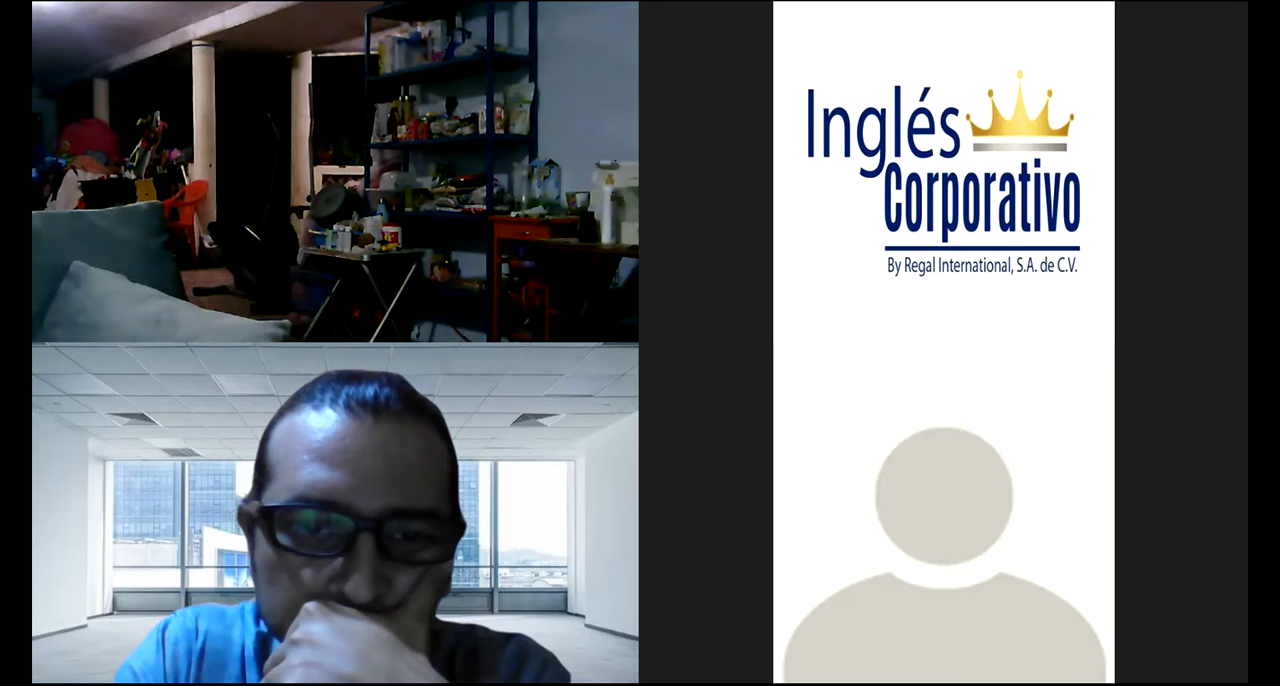 Inglés
Corporativo
By Regal International, S.A. de C.V.